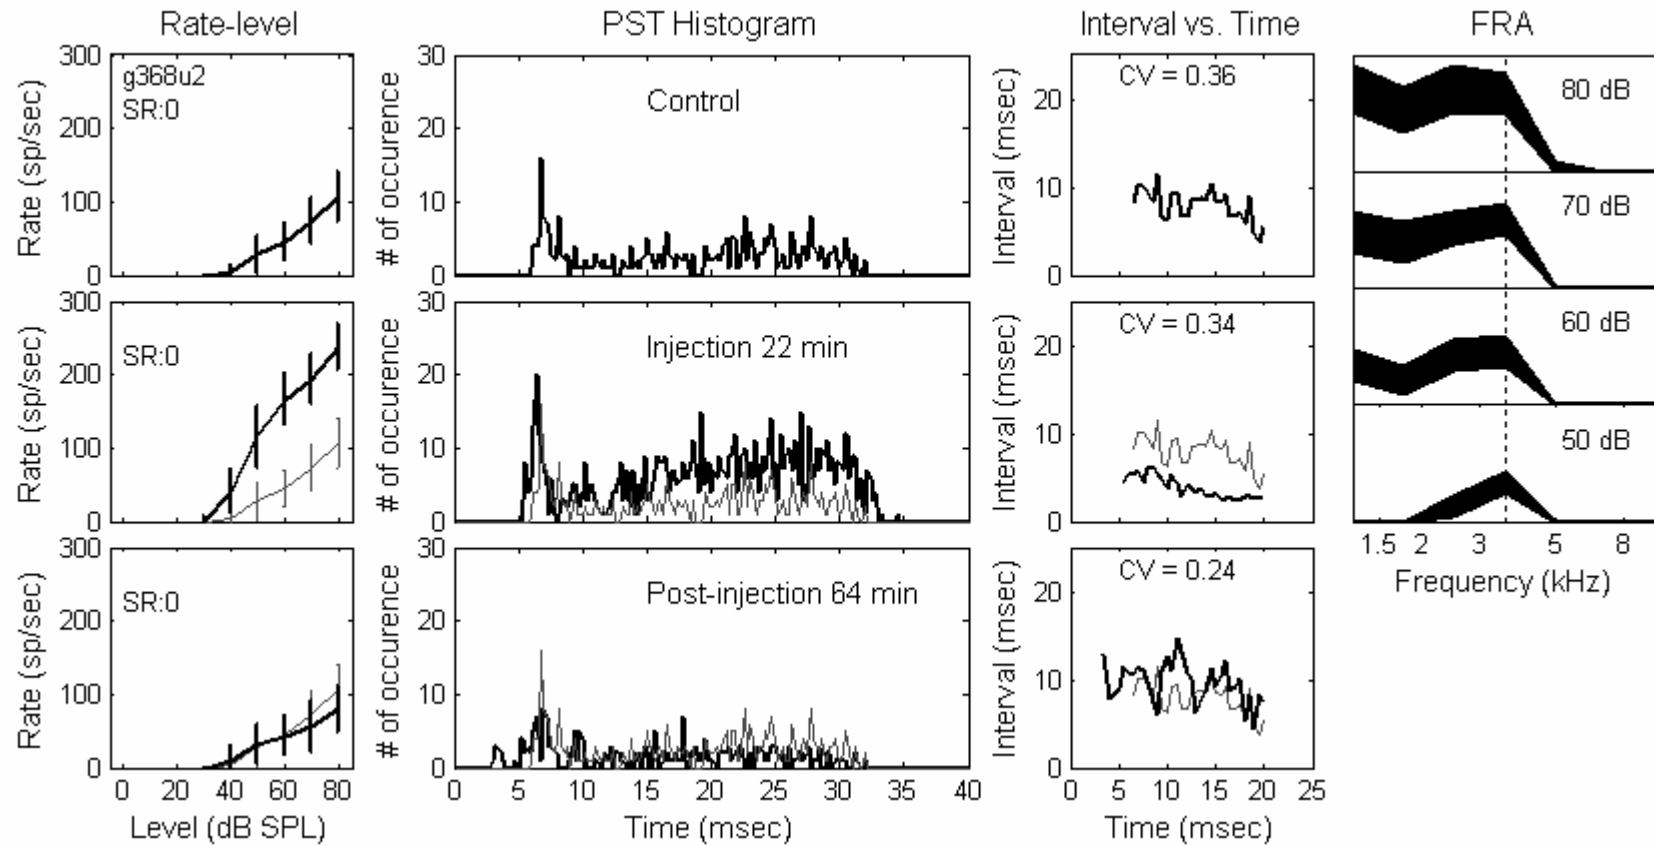 Rate-level
PST Histogram
Interval vs. Time
FRA
Rate (sp/sec)
300
200
100
0
g368u2
SR:0
# of occurence
30
20
10
0
Control
Interval (msec)
20
10
0
CV = 0.36
80 dB
70 dB
60 dB
50 dB
1.5 2 3 5 8
Frequency (kHz)
Rate (sp/sec)
300
200
100
0
SR:0
# of occurence
30
20
10
0
Injection 22 min
Interval (msec)
20
10
0
CV = 0.34
Rate (sp/sec)
300
200
100
0
SR:0
0 20 40 60 80
Level (dB SPL)
# of occurence
30
20
10
0
Post-injection 64 min
0 5 10 15 20 25 30 35 40
Time (msec)
Interval (msec)
20
10
0
CV = 0.24
0 5 10 15 20 25
Time (msec)